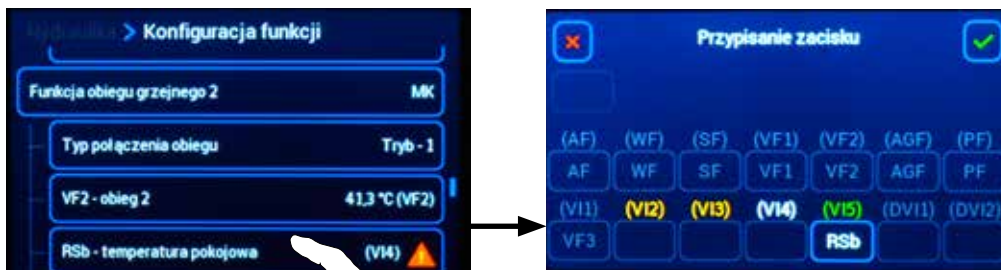 Hydraulika > Konfiguracja funkcji
Funkcja obiegu grzejnego 2 MK
Typ połączenia obiegu Tryb - 1
VF2 - obieg 2 41,3 °C (VF2)
RSb - temperatura pokojowa (VI4)
Przypisanie zacisku
(AF) (WF) (SF) (VF1) (VF2) (AGF) (PF)
AF WF SF VF1 VF2 AGF PF
(VI1) (VI2) (VI3) (VI4) (VI5) (DVI1) (DVI2)
VF3 RSb